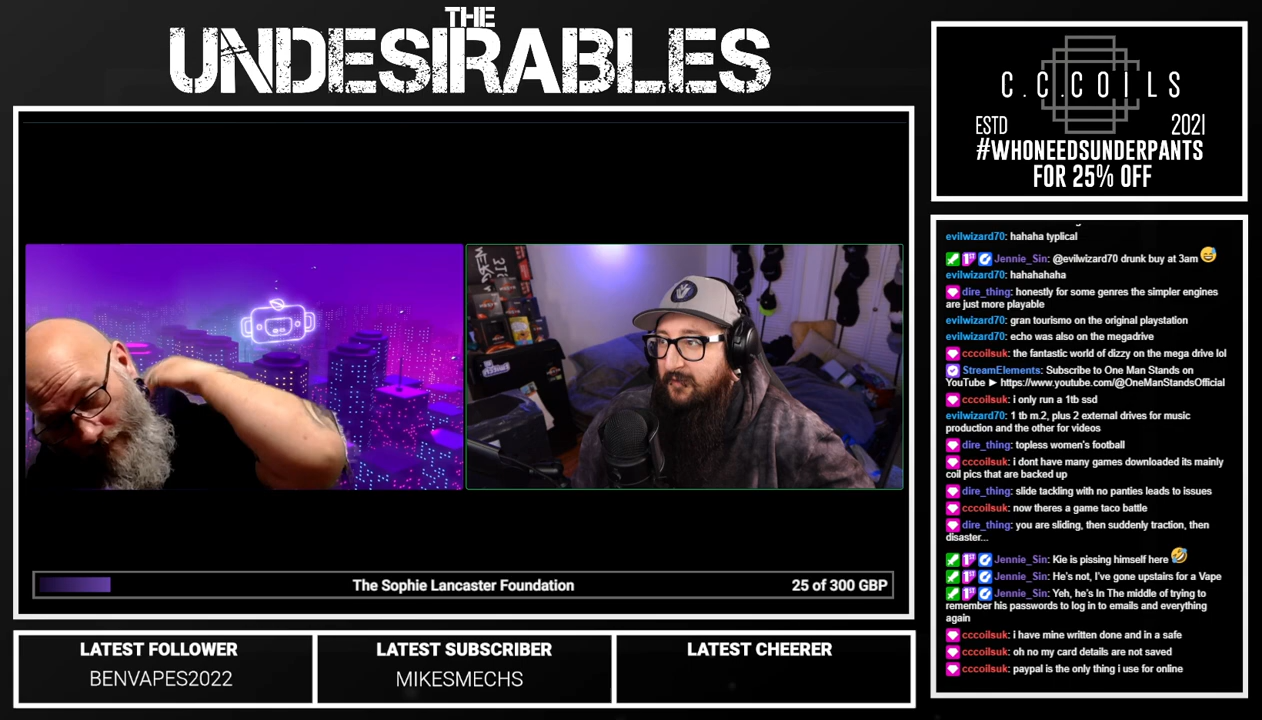 THE
UNDESIRABLES
C.C.COILS
ESTD 2021
#WHONEEDSUNDERPANTS
FOR 25% OFF
evilwizard70: hahaha typlical
Jennie_Sin: @evilwizard70 drunk buy at 3am 😅
evilwizard70: hahahahaha
dire_thing: honestly for some genres the simpler engines
are just more playable
evilwizard70: gran tourismo on the original playstation
evilwizard70: echo was also on the megadrive
cccoilsuk: the fantastic world of dizzy on the mega drive lol
StreamElements: Subscribe to One Man Stands on
YouTube ► https://www.youtube.com/@OneManStandsOfficial
cccoilsuk: i only run a 1tb ssd
evilwizard70: 1 tb m.2, plus 2 external drives for music
production and the other for videos
dire_thing: topless women's football
cccoilsuk: i dont have many games downloaded its mainly
coil pics that are backed up
dire_thing: slide tackling with no panties leads to issues
cccoilsuk: now theres a game taco battle
dire_thing: you are sliding, then suddenly traction, then
disaster...
Jennie_Sin: Kie is pissing himself here 🤣
Jennie_Sin: He's not, I've gone upstairs for a Vape
Jennie_Sin: Yeh, he's In The middle of trying to
remember his passwords to log in to emails and everything
again
cccoilsuk: i have mine written done and in a safe
cccoilsuk: oh no my card details are not saved
cccoilsuk: paypal is the only thing i use for online
The Sophie Lancaster Foundation 25 of 300 GBP
LATEST FOLLOWER
BENVAPES2022
LATEST SUBSCRIBER
MIKESMECHS
LATEST CHEERER